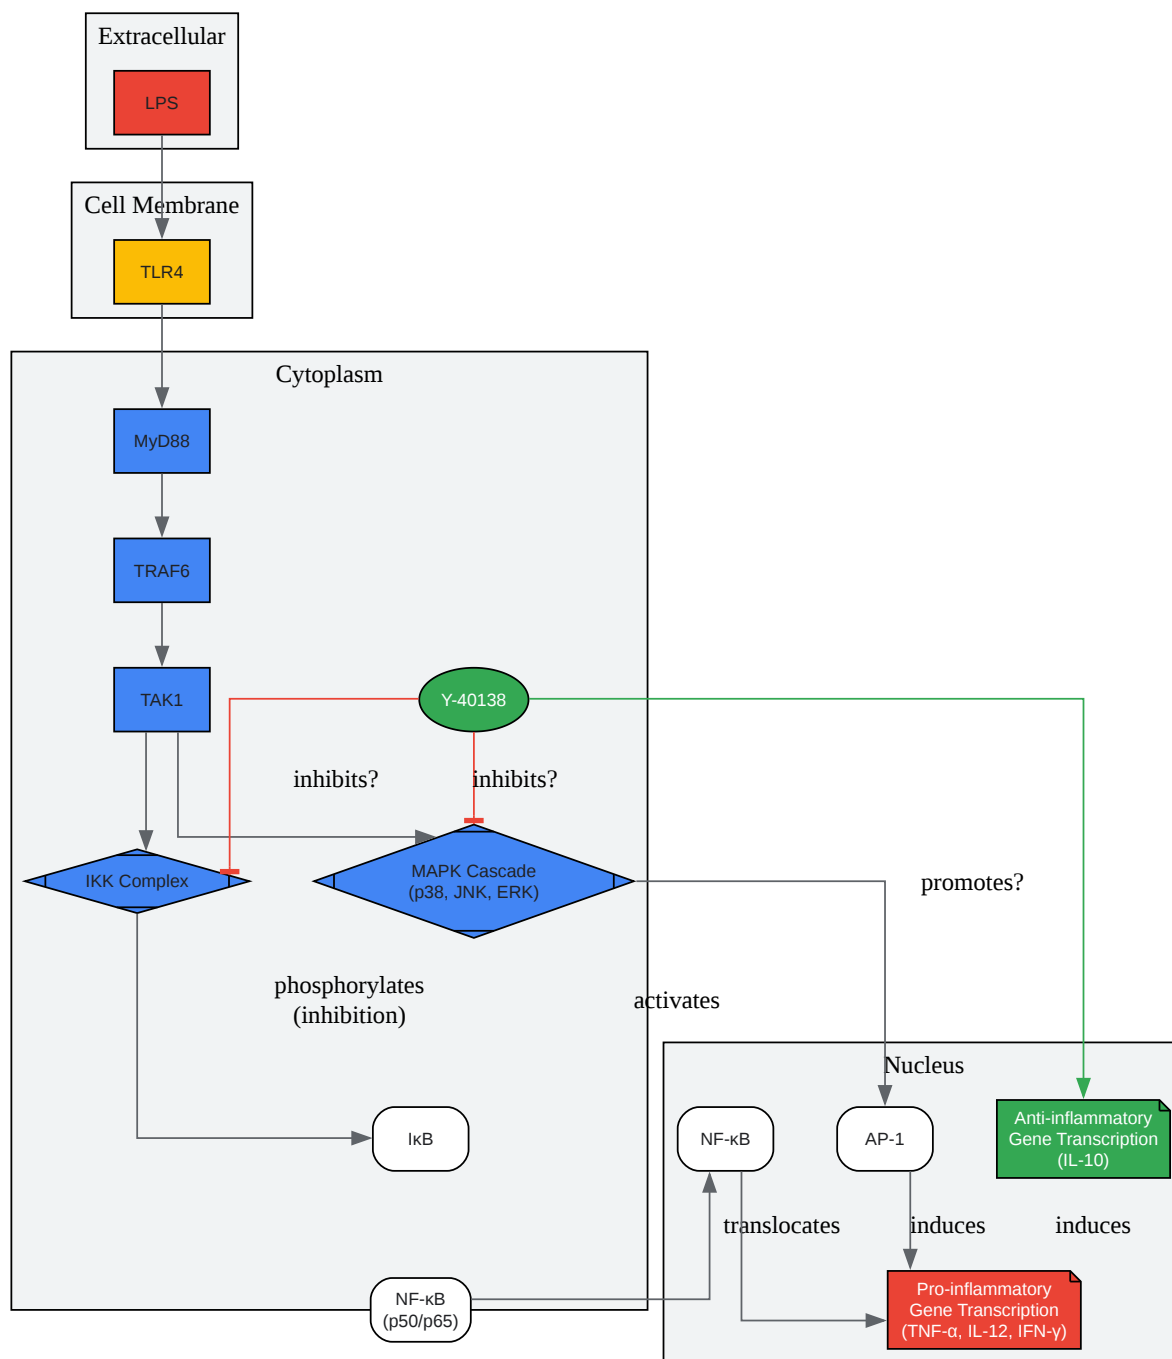 Extracellular
LPS
Cell Membrane
TLR4
Cytoplasm
MyD88
TRAF6
TAK1
Y-40138
inhibits?
inhibits?
IKK Complex
MAPK Cascade
(p38, JNK, ERK)
promotes?
phosphorylates
(inhibition)
activates
Nucleus
IκB
NF-κB
AP-1
Anti-inflammatory
Gene Transcription
(IL-10)
translocates
induces
induces
NF-κB
(p50/p65)
Pro-inflammatory
Gene Transcription
(TNF-α, IL-12, IFN-γ)